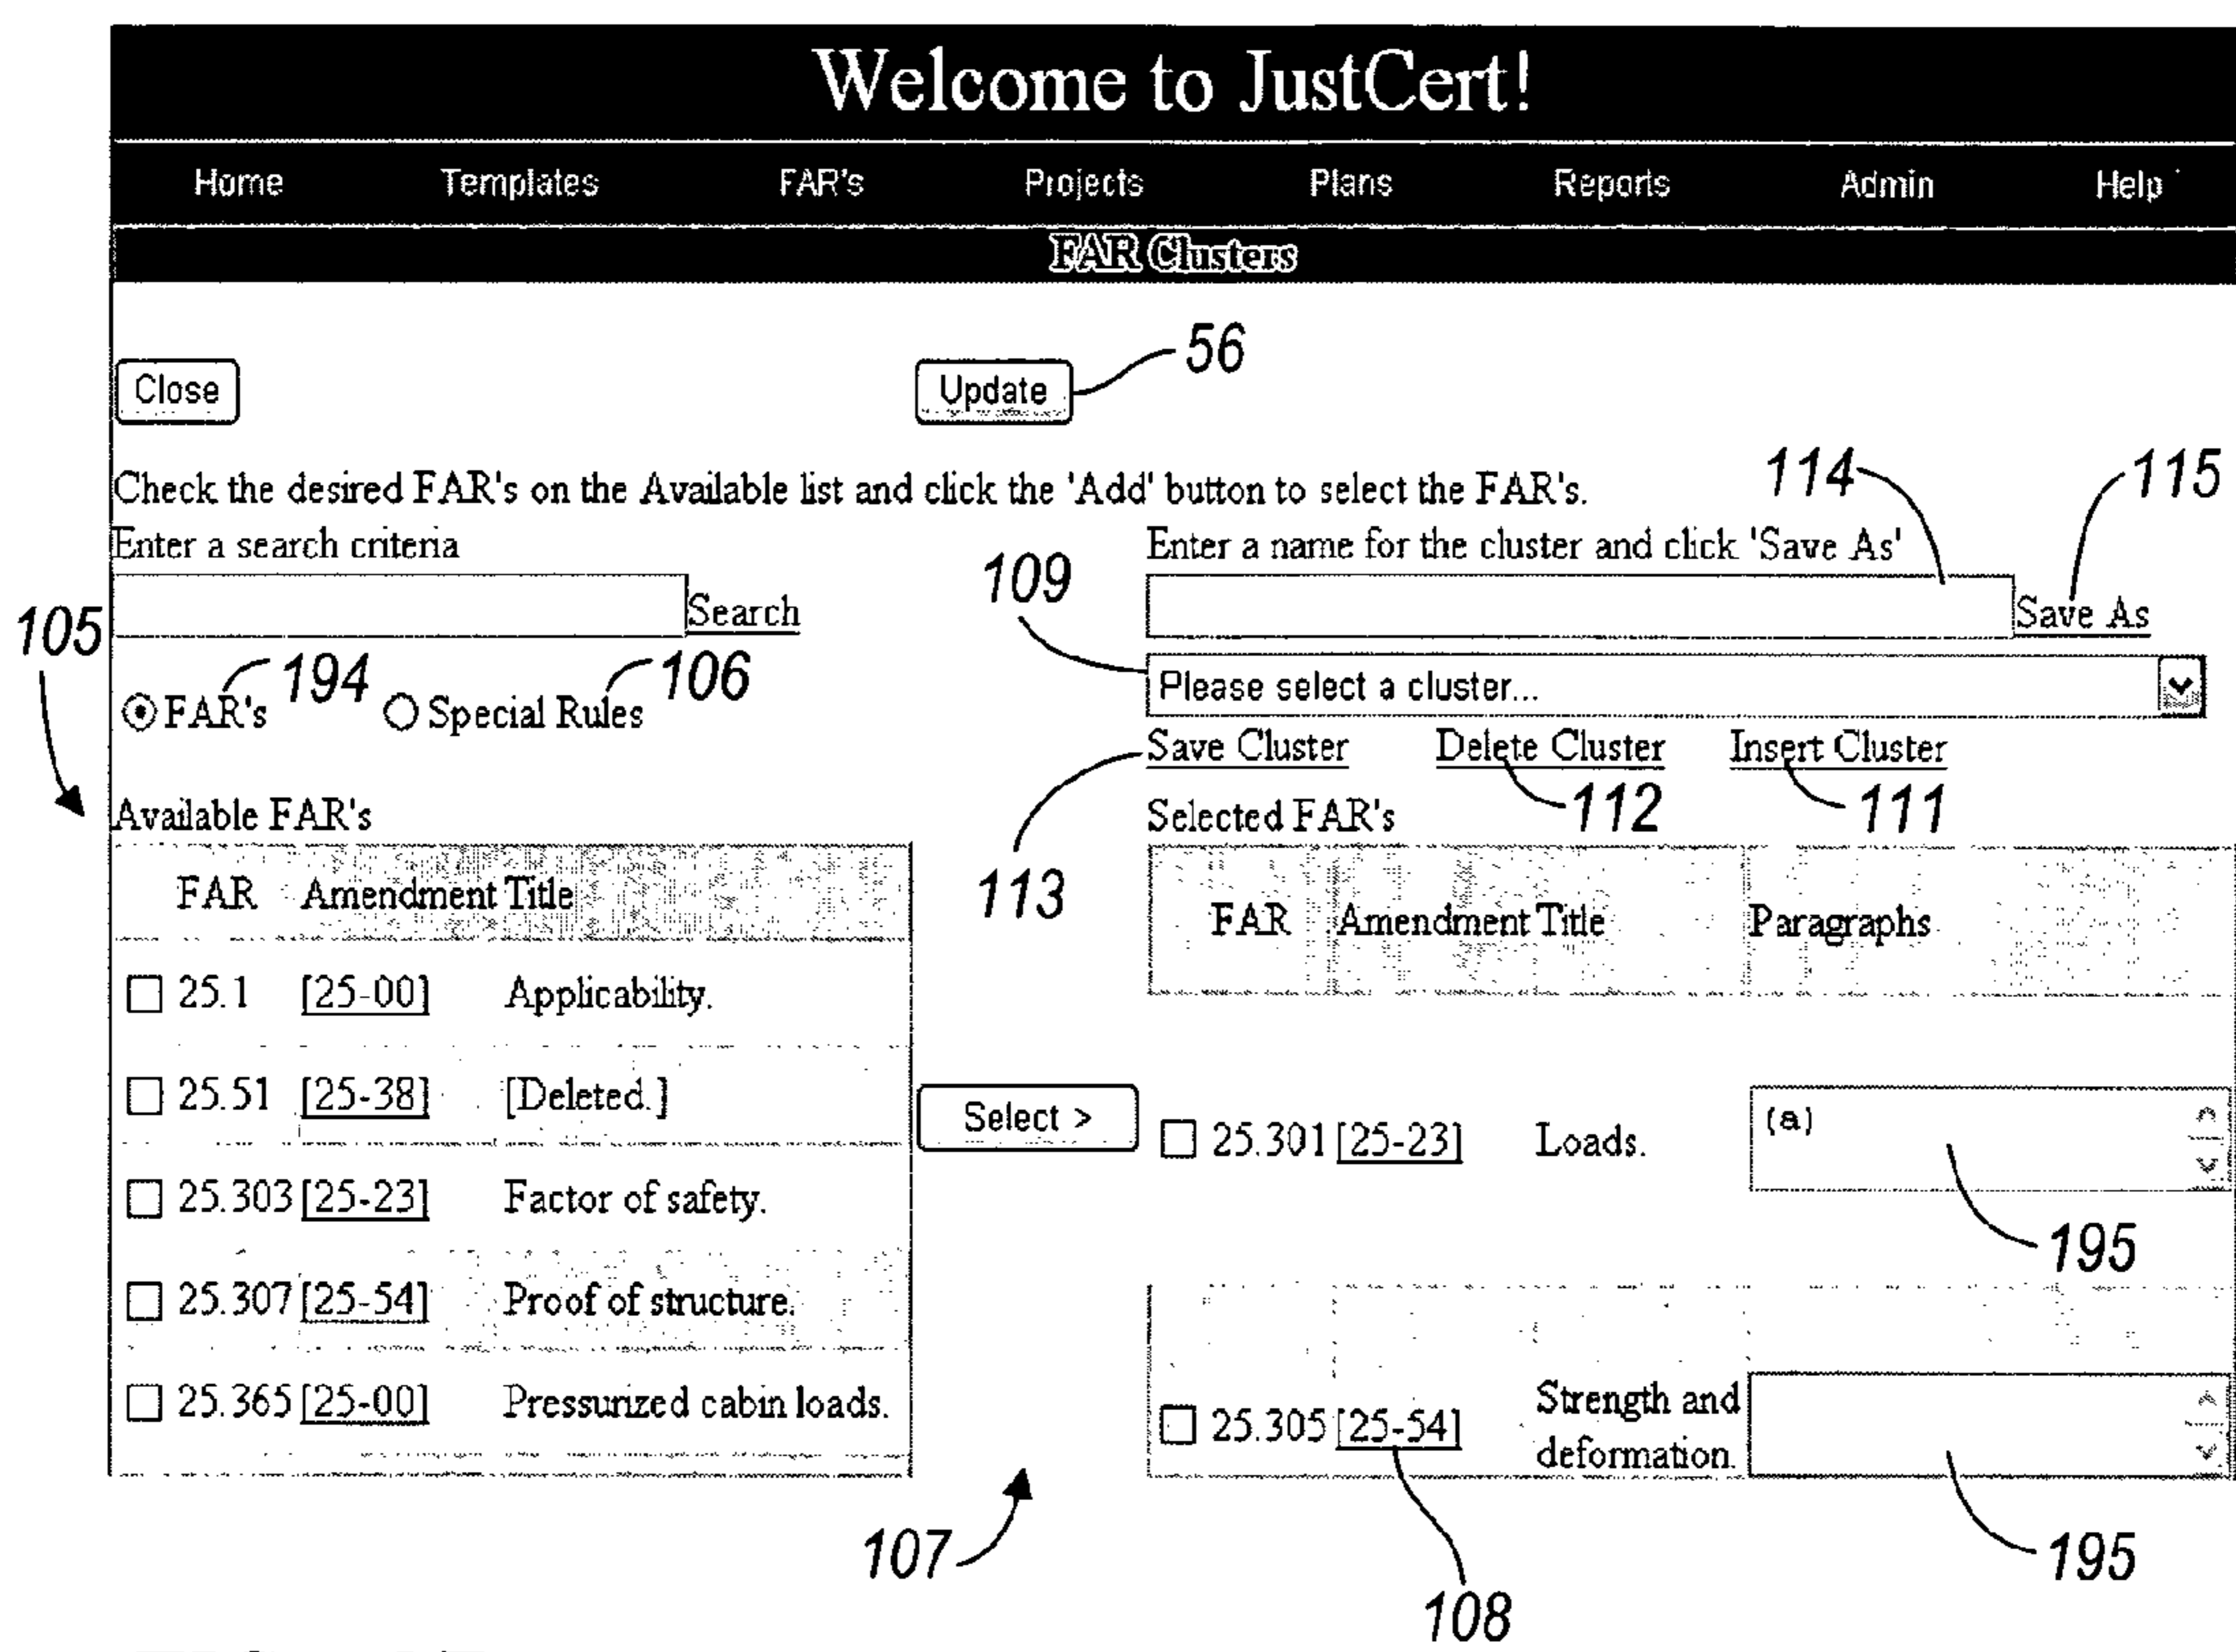 Welcome to JustCert!
Home Templates FAR's Projects Plans Reports Admin Help
FAR Clusters
56
Close Update
114 115
Check the desired FAR's on the Available list and click the 'Add' button to select the FAR's.
Enter a search criteria Enter a name for the cluster and click 'Save As'
109
105 Search Save As
194 106 Please select a cluster...
FAR's Special Rules
Save Cluster Delete Cluster Insert Cluster
Available FAR's Selected FAR's 112 111
113
FAR Amendment Title FAR Amendment Title Paragraphs
25.1 [25-00] Applicability.
25.51 [25-38] [Deleted.] Select > 25.301 [25-23] Loads. (a)
25.303 [25-23] Factor of safety.
195
25.307 [25-54] Proof of structure.
25.365 [25-00] Pressurized cabin loads. 25.305 [25-54] Strength and
deformation.
107 195
108